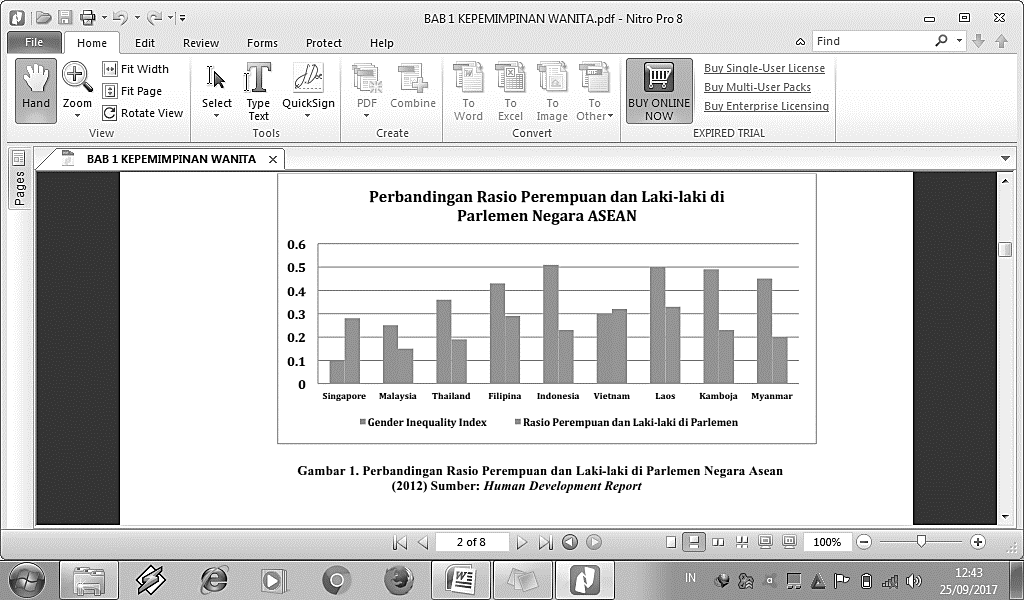 BAB 1 KEPEMIMPINAN WANITA.pdf - Nitro Pro 8
File Home Edit Review Forms Protect Help Find
Hand Zoom Fit Width Fit Page Rotate View
View
Select Type Text QuickSign
Tools
PDF Combine
Create
To Word To Excel To Image To Other
Convert
BUY ONLINE NOW
Buy Single-User License
Buy Multi-User Packs
Buy Enterprise Licensing
EXPIRED TRIAL
Pages
BAB 1 KEPEMIMPINAN WANITA
Perbandingan Rasio Perempuan dan Laki-laki di
Parlemen Negara ASEAN
0.6
0.5
0.4
0.3
0.2
0.1
0
Singapore Malaysia Thailand Filipina Indonesia Vietnam Laos Kamboja Myanmar
Gender Inequality Index Rasio Perempuan dan Laki-laki di Parlemen
Gambar 1. Perbandingan Rasio Perempuan dan Laki-laki di Parlemen Negara Asean
(2012) Sumber: Human Development Report
2 of 8 100%
IN 12:43
25/09/2017